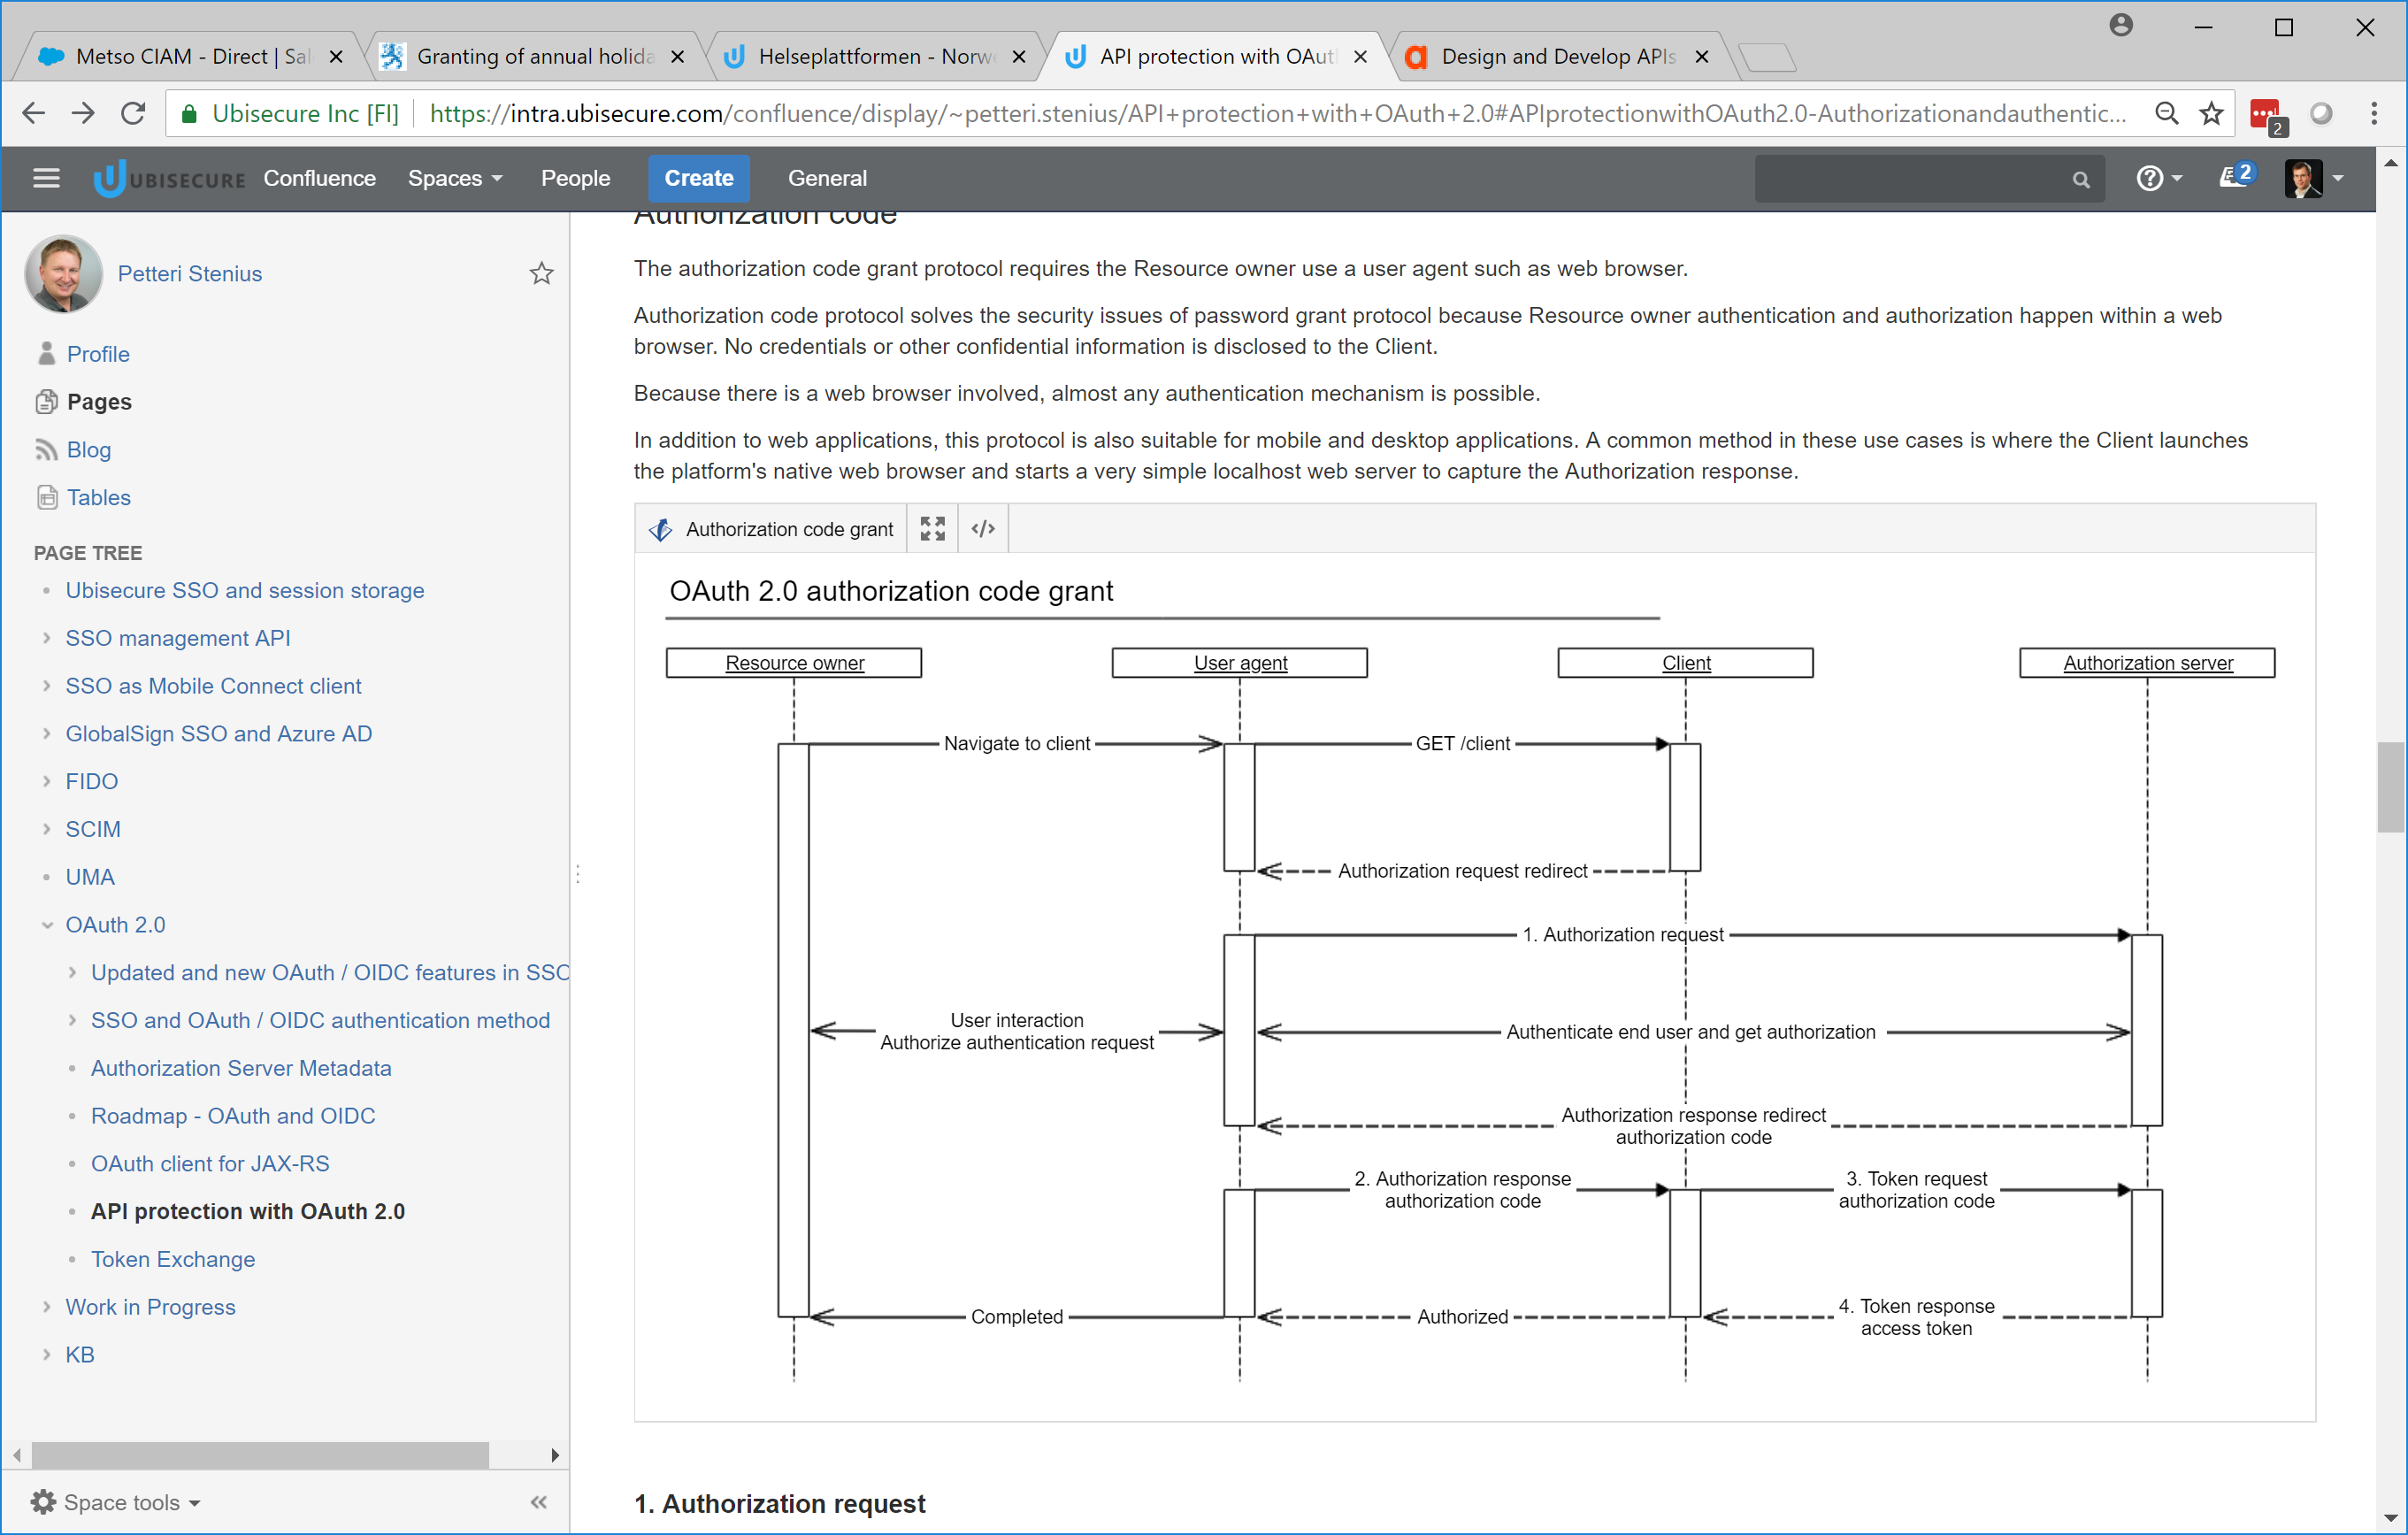 Metso CIAM - Direct | Sal
Granting of annual holida
Helseplattformen - Norwe
API protection with OAuth
Design and Develop APIs
Ubisecure Inc [FI]
https://intra.ubisecure.com/confluence/display/~petteri.stenius/API+protection+with+OAuth+2.0#APIprotectionwithOAuth2.0-Authorizationandauthentic...
2
UBISECURE
Confluence
Spaces
People
Create
General
2
Petteri Stenius
Profile
Pages
Blog
Tables
PAGE TREE
Ubisecure SSO and session storage
SSO management API
SSO as Mobile Connect client
GlobalSign SSO and Azure AD
FIDO
SCIM
UMA
OAuth 2.0
Updated and new OAuth / OIDC features in SSO
SSO and OAuth / OIDC authentication method
Authorization Server Metadata
Roadmap - OAuth and OIDC
OAuth client for JAX-RS
API protection with OAuth 2.0
Token Exchange
Work in Progress
KB
Space tools
Authorization code
The authorization code grant protocol requires the Resource owner use a user agent such as web browser.
Authorization code protocol solves the security issues of password grant protocol because Resource owner authentication and authorization happen within a web
browser. No credentials or other confidential information is disclosed to the Client.
Because there is a web browser involved, almost any authentication mechanism is possible.
In addition to web applications, this protocol is also suitable for mobile and desktop applications. A common method in these use cases is where the Client launches
the platform's native web browser and starts a very simple localhost web server to capture the Authorization response.
Authorization code grant
</>
OAuth 2.0 authorization code grant
Resource owner
User agent
Client
Authorization server
Navigate to client
GET /client
Authorization request redirect
1. Authorization request
User interaction
Authorize authentication request
Authenticate end user and get authorization
Authorization response redirect
authorization code
2. Authorization response
authorization code
3. Token request
authorization code
Completed
Authorized
4. Token response
access token
1. Authorization request